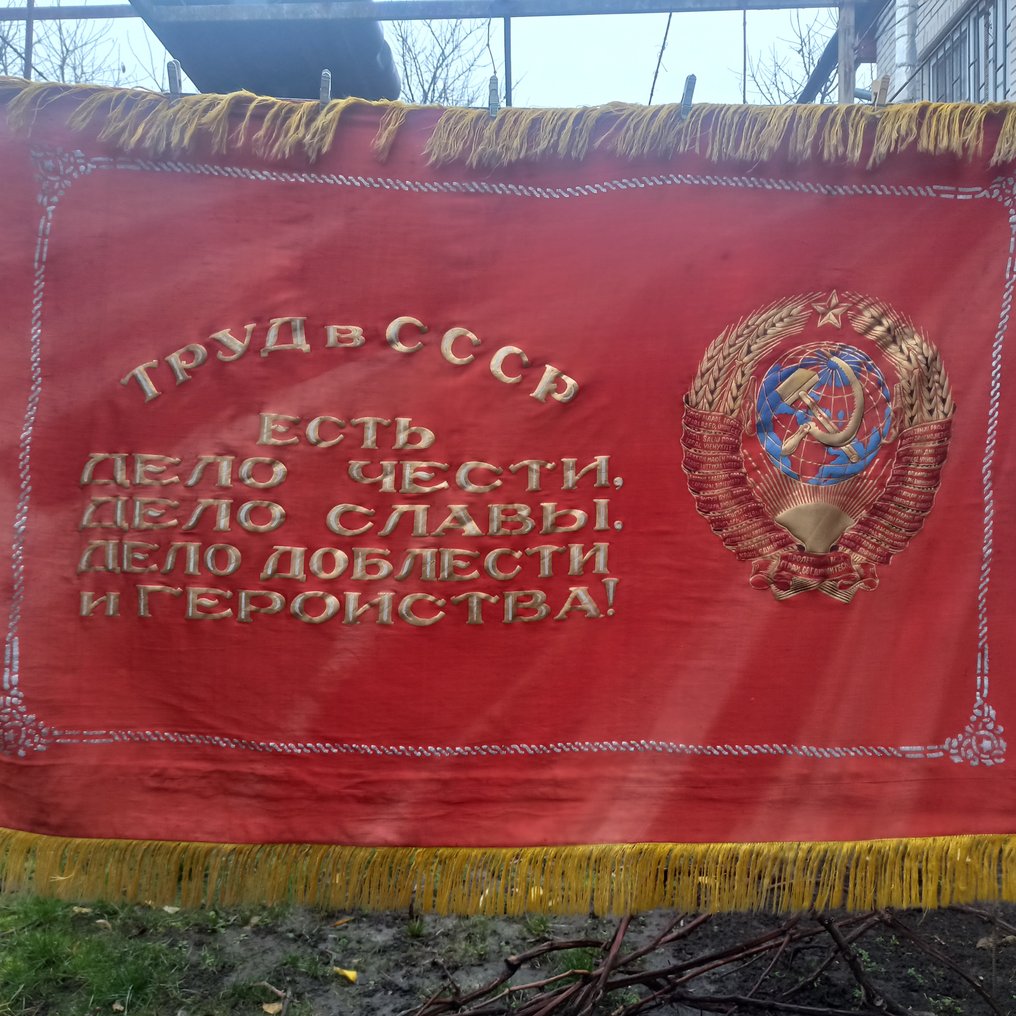 ТРУД в СССР
ЕСТЬ
ДЕЛО ЧЕСТИ,
ДЕЛО СЛАВЫ.
ДЕЛО ДОБЛЕСТИ
и ГЕРОИСТВА!